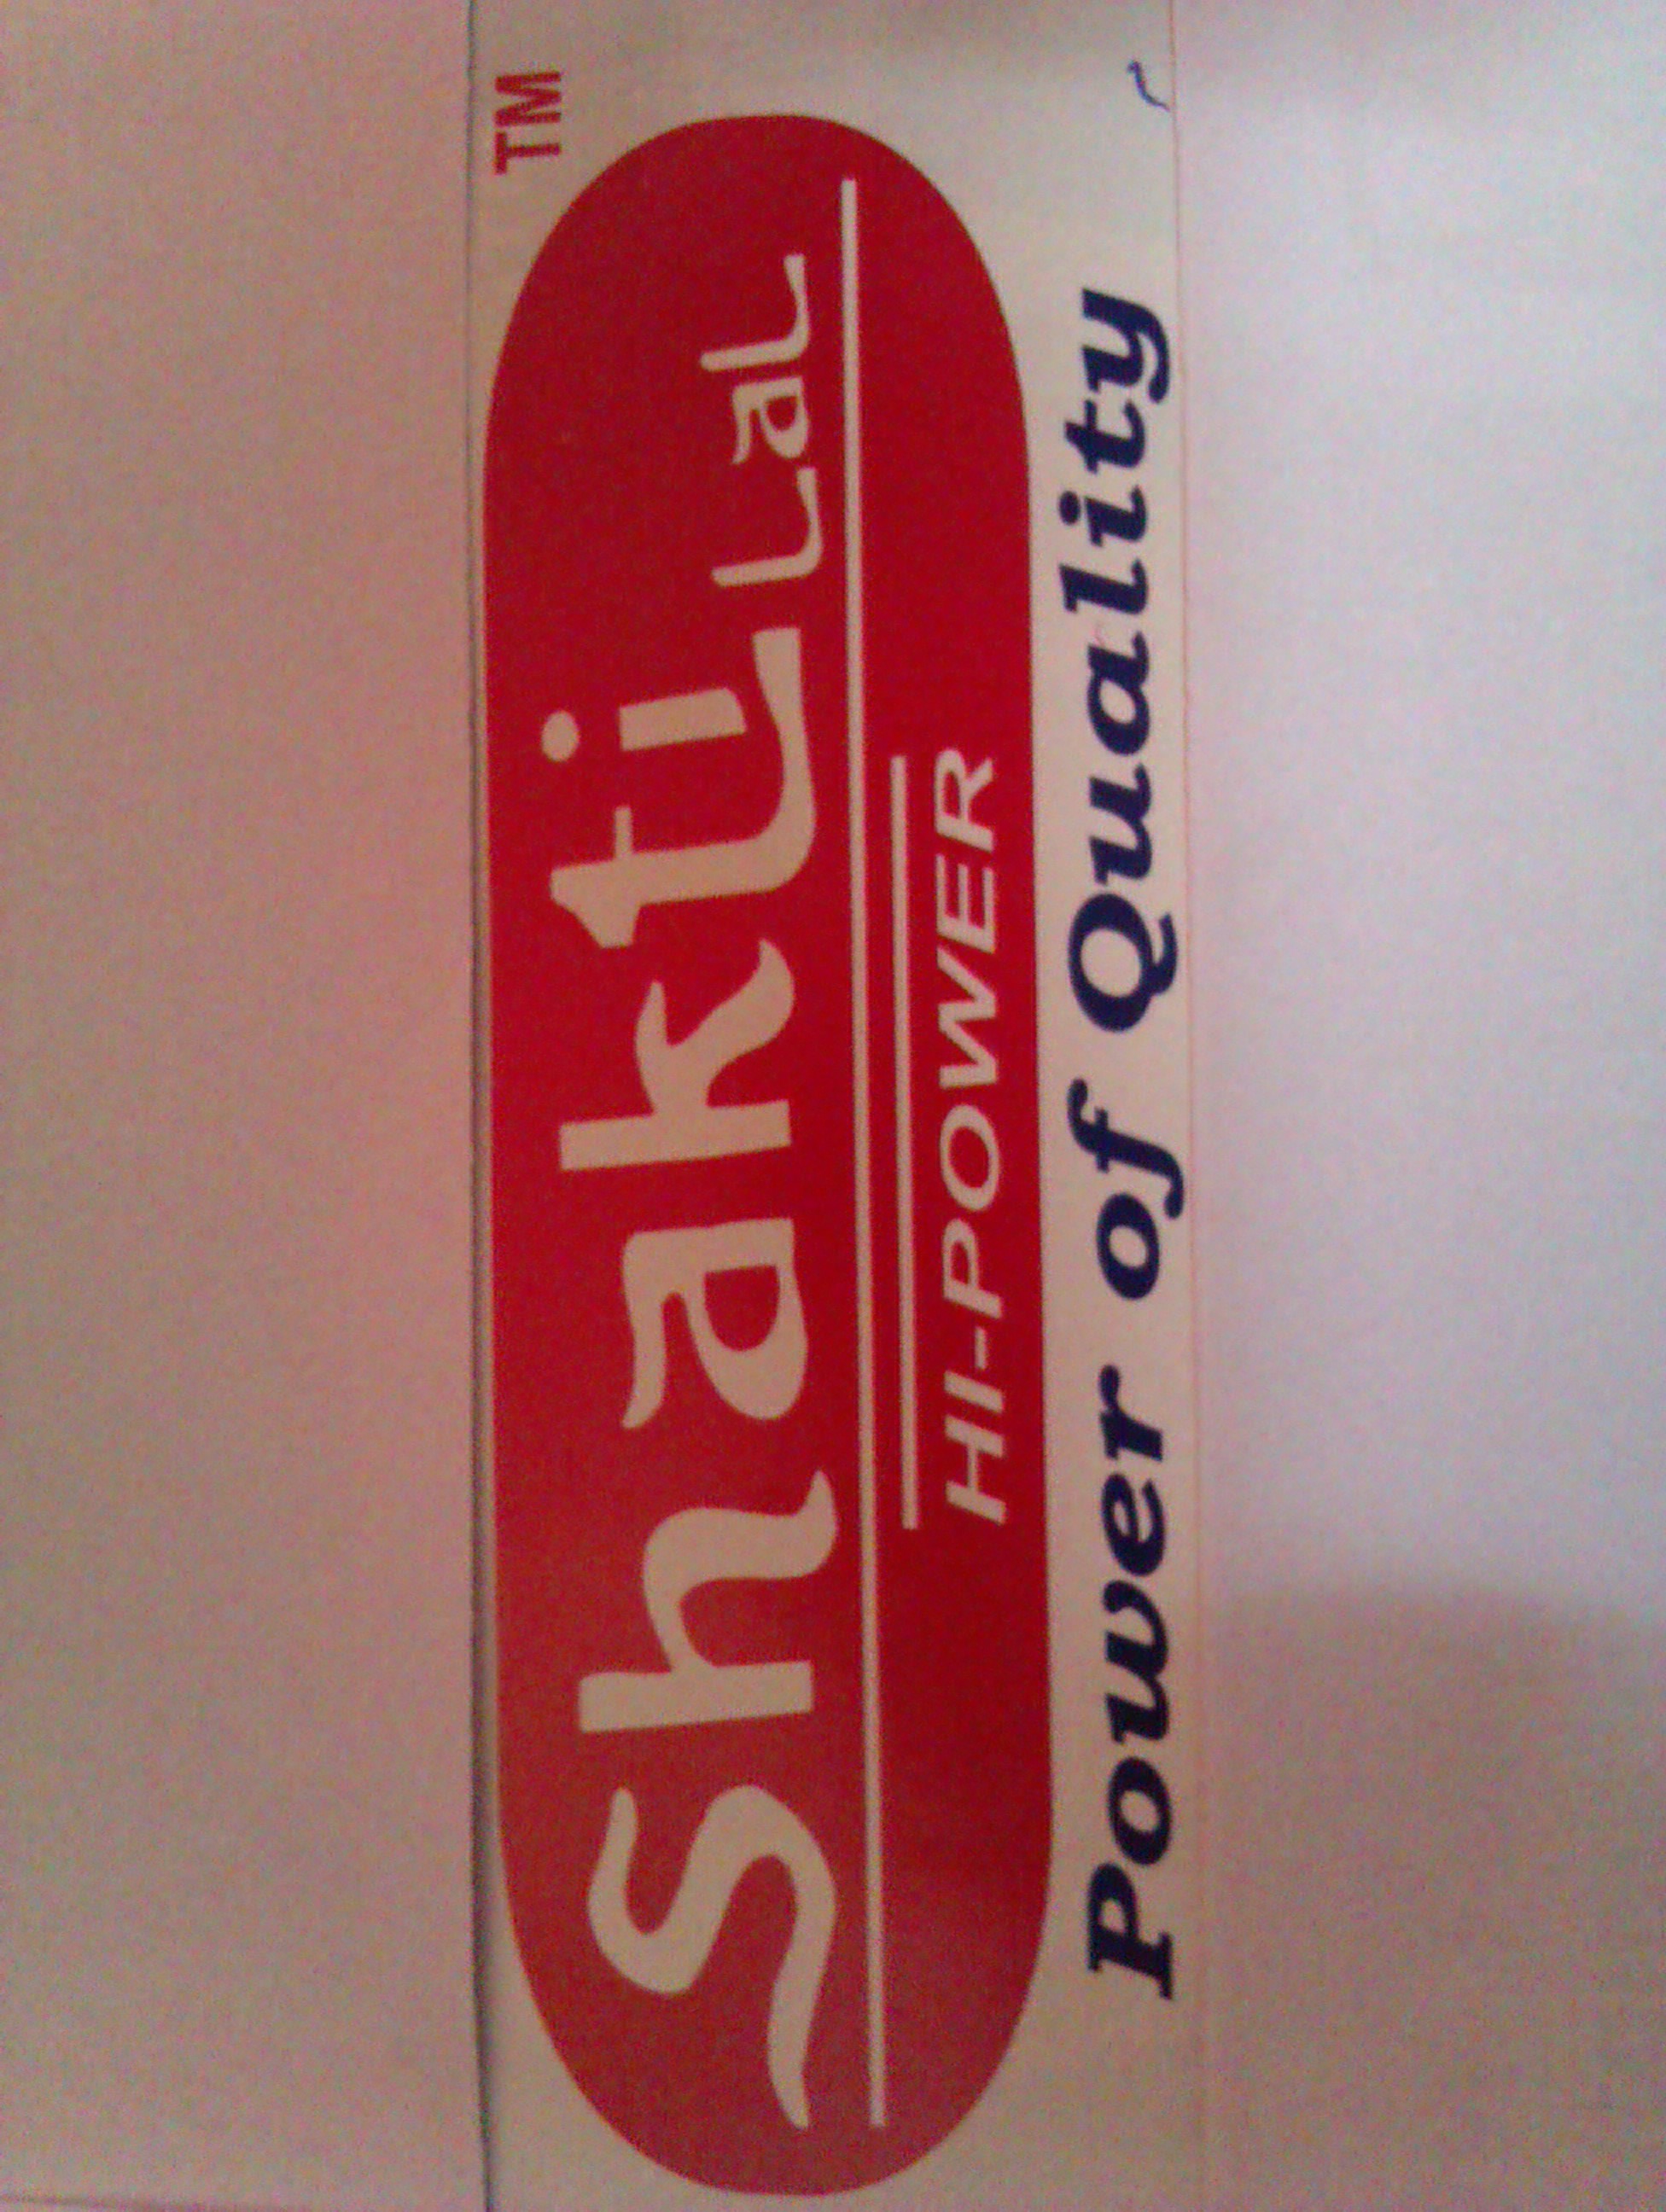 TM
Shakti Lal
HI-POWER
Power of Quality